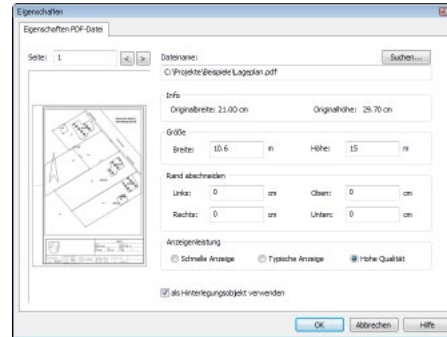 Eigenschaften
Eigenschaften PDF-Datei
Seite: 1 < >
Dateiname: Suchen...
C:\Projekte\Beispiele\Lageplan.pdf
Info
Originalbreite: 21.00 cm Originalhöhe: 29.70 cm
Größe
Breite: 10.6 m Höhe: 15 m
Rand abschneiden
Links: 0 cm Oben: 0 cm
Rechts: 0 cm Unten: 0 cm
Anzeigenleistung
Schnelle Anzeige Typische Anzeige Hohe Qualität
als Hinterlegungsobjekt verwenden
OK Abbrechen Hilfe